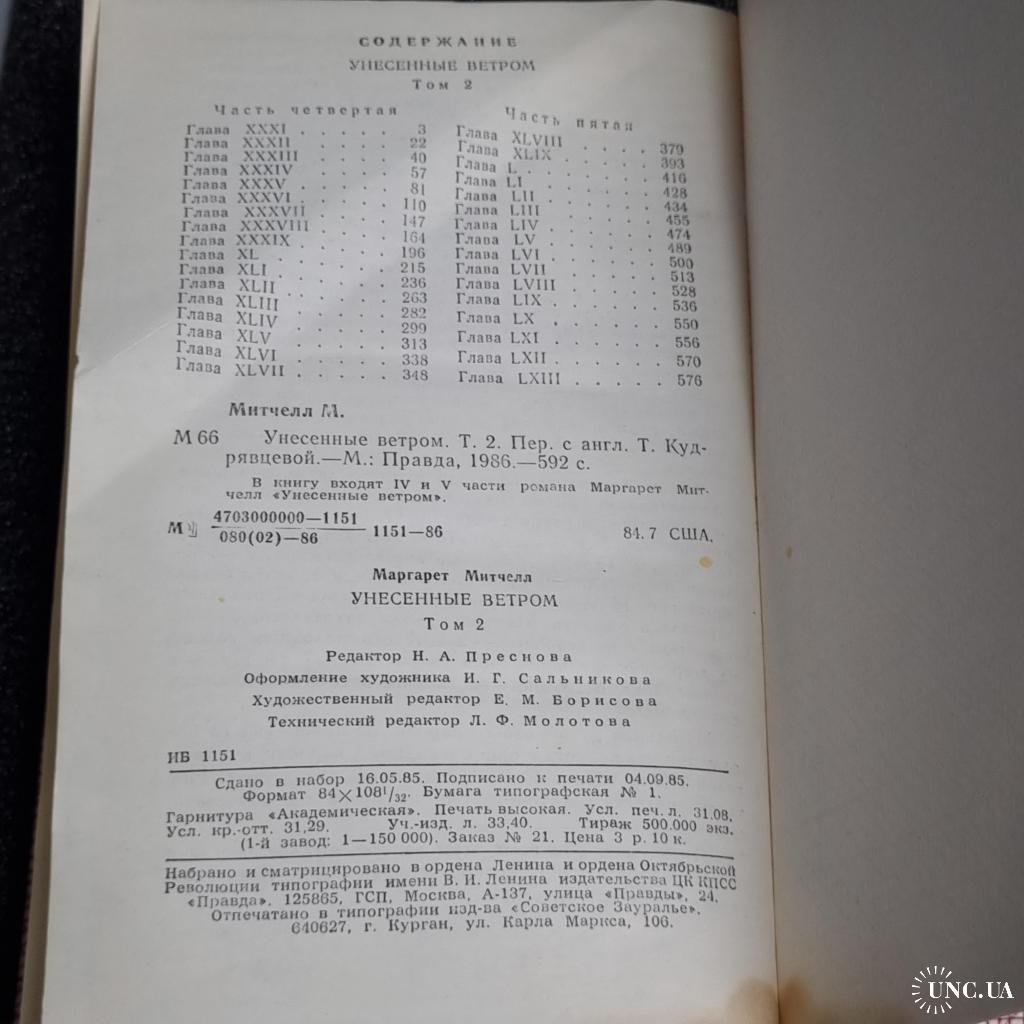 СОДЕРЖАНИЕ
УНЕСЕННЫЕ ВЕТРОМ
Том 2
Часть четвертая
Глава XXXI . . . . . 3
Глава XXXII . . . . 22
Глава XXXIII . . . . 40
Глава XXXIV . . . . 57
Глава XXXV . . . . . 81
Глава XXXVI . . . . 110
Глава XXXVII . . . . 147
Глава XXXVIII . . . . 164
Глава XXXIX . . . . 196
Глава XL . . . . . 215
Глава XLI . . . . . 236
Глава XLII . . . . . 263
Глава XLIII . . . . . 282
Глава XLIV . . . . . 299
Глава XLV . . . . . 313
Глава XLVI . . . . . 338
Глава XLVII . . . . . 348
Часть пятая
Глава XLVIII . . . . 379
Глава XLIX . . . . . 393
Глава L . . . . . . 416
Глава LI . . . . . . 428
Глава LII . . . . . 434
Глава LIII . . . . . 455
Глава LIV . . . . . 474
Глава LV . . . . . 489
Глава LVI . . . . . 500
Глава LVII . . . . . 513
Глава LVIII . . . . . 528
Глава LIX . . . . . 536
Глава LX . . . . . 550
Глава LXI . . . . . 556
Глава LXII . . . . . 570
Глава LXIII . . . . . 576
Митчелл М.
М 66 Унесенные ветром. Т. 2. Пер. с англ. Т. Куд-
рявцевой.—М.: Правда, 1986.—592 с.
В книгу входят IV и V части романа Маргарет Мит-
челл «Унесенные ветром».
М 4703000000—1151
080(02)—86 1151—86 84.7 США.
Маргарет Митчелл
УНЕСЕННЫЕ ВЕТРОМ
Том 2
Редактор Н. А. Преснова
Оформление художника И. Г. Сальникова
Художественный редактор Е. М. Борисова
Технический редактор Л. Ф. Молотова
ИБ 1151
Сдано в набор 16.05.85. Подписано к печати 04.09.85.
Формат 84×108¹/₃₂. Бумага типографская № 1.
Гарнитура «Академическая». Печать высокая. Усл. печ. л. 31,08.
Усл. кр.-отт. 31,29. Уч.-изд. л. 33,40. Тираж 500.000 экз.
(1-й завод: 1—150 000). Заказ № 21. Цена 3 р. 10 к.
Набрано и сматрицировано в ордена Ленина и ордена Октябрьской
Революции типографии имени В. И. Ленина издательства ЦК КПСС
«Правда». 125865, ГСП, Москва, А-137, улица «Правды», 24.
Отпечатано в типографии изд-ва «Советское Зауралье».
640627, г. Курган, ул. Карла Маркса, 106.
UNC.UA